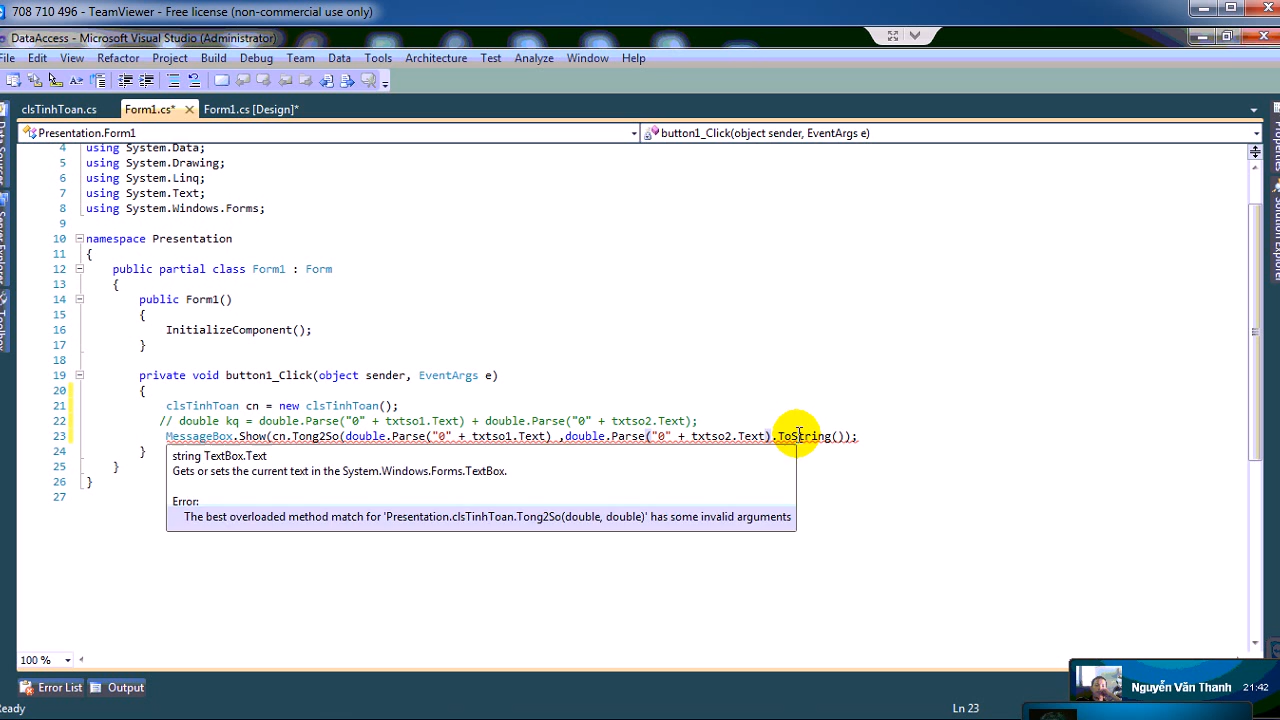 708 710 496 - TeamViewer - Free license (non-commercial use only)
DataAccess - Microsoft Visual Studio (Administrator)
File Edit View Refactor Project Build Debug Team Data Tools Architecture Test Analyze Window Help
clsTinhToan.cs Form1.cs* Form1.cs [Design]*
Presentation.Form1 button1_Click(object sender, EventArgs e)
4 using System.Data;
5 using System.Drawing;
6 using System.Linq;
7 using System.Text;
8 using System.Windows.Forms;
9
10 namespace Presentation
11 {
12 public partial class Form1 : Form
13 {
14 public Form1()
15 {
16 InitializeComponent();
17 }
18
19 private void button1_Click(object sender, EventArgs e)
20 {
21 clsTinhToan cn = new clsTinhToan();
22 // double kq = double.Parse("0" + txtso1.Text) + double.Parse("0" + txtso2.Text);
23 MessageBox.Show(cn.Tong2So(double.Parse("0" + txtso1.Text) ,double.Parse("0" + txtso2.Text).ToString());
24 }
25 }
26 }
27
string TextBox.Text
Gets or sets the current text in the System.Windows.Forms.TextBox.
Error:
The best overloaded method match for 'Presentation.clsTinhToan.Tong2So(double, double)' has some invalid arguments
Data Sources
Server Explorer
Toolbox
Properties
Solution Explorer
100 %
Error List Output
Nguyễn Văn Thanh 21:42
Ready Ln 23